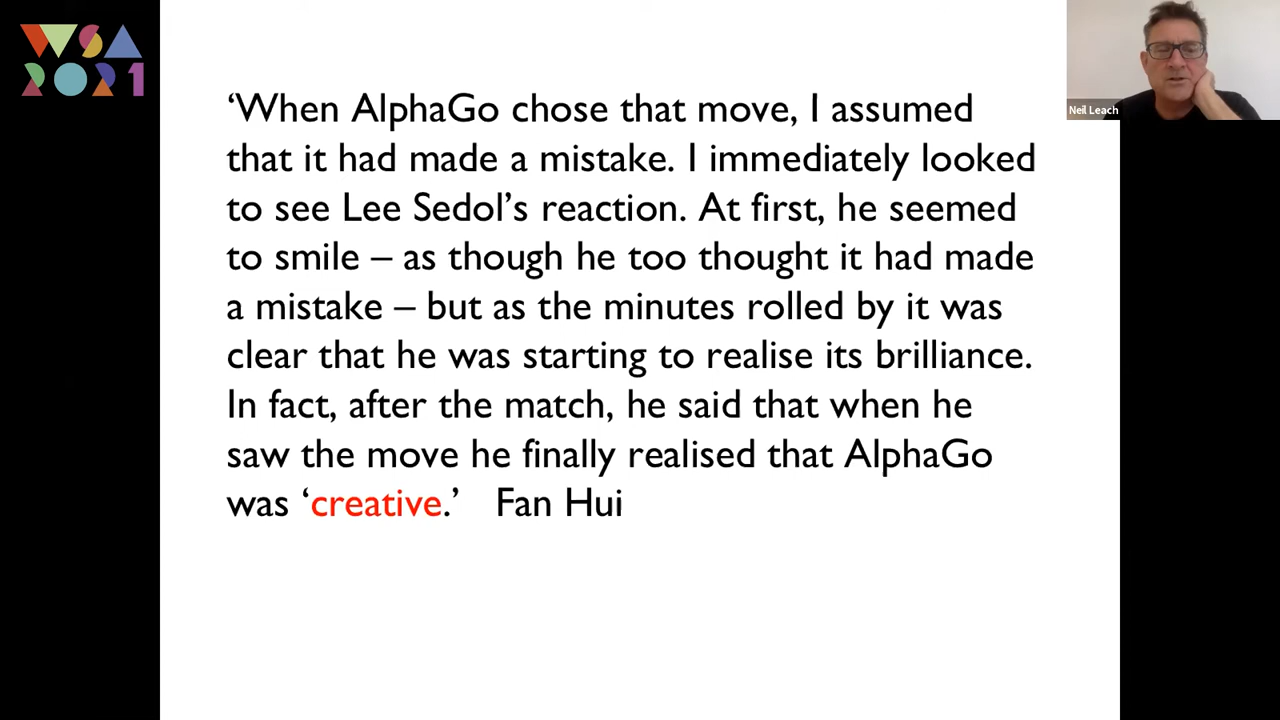 WSA
2021
Neil Leach
‘When AlphaGo chose that move, I assumed
that it had made a mistake. I immediately looked
to see Lee Sedol’s reaction. At first, he seemed
to smile – as though he too thought it had made
a mistake – but as the minutes rolled by it was
clear that he was starting to realise its brilliance.
In fact, after the match, he said that when he
saw the move he finally realised that AlphaGo
was ‘creative.’ Fan Hui